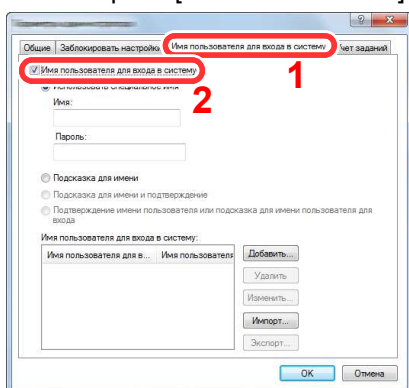 Общие Заблокировать настройки Имя пользователя для входа в систему чет заданий
1
Имя пользователя для входа в систему
2
Использовать специальное имя
Имя:
Пароль:
Подсказка для имени
Подсказка для имени и подтверждение
Подтверждение имени пользователя или подсказка для имени пользователя для
входа
Имя пользователя для входа в систему:
Имя пользователя для в... Имя пользователя
Добавить...
Удалить
Изменить...
Импорт...
Экспорт...
OK Отмена